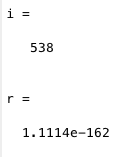 i =
538
r =
1.1114e-162